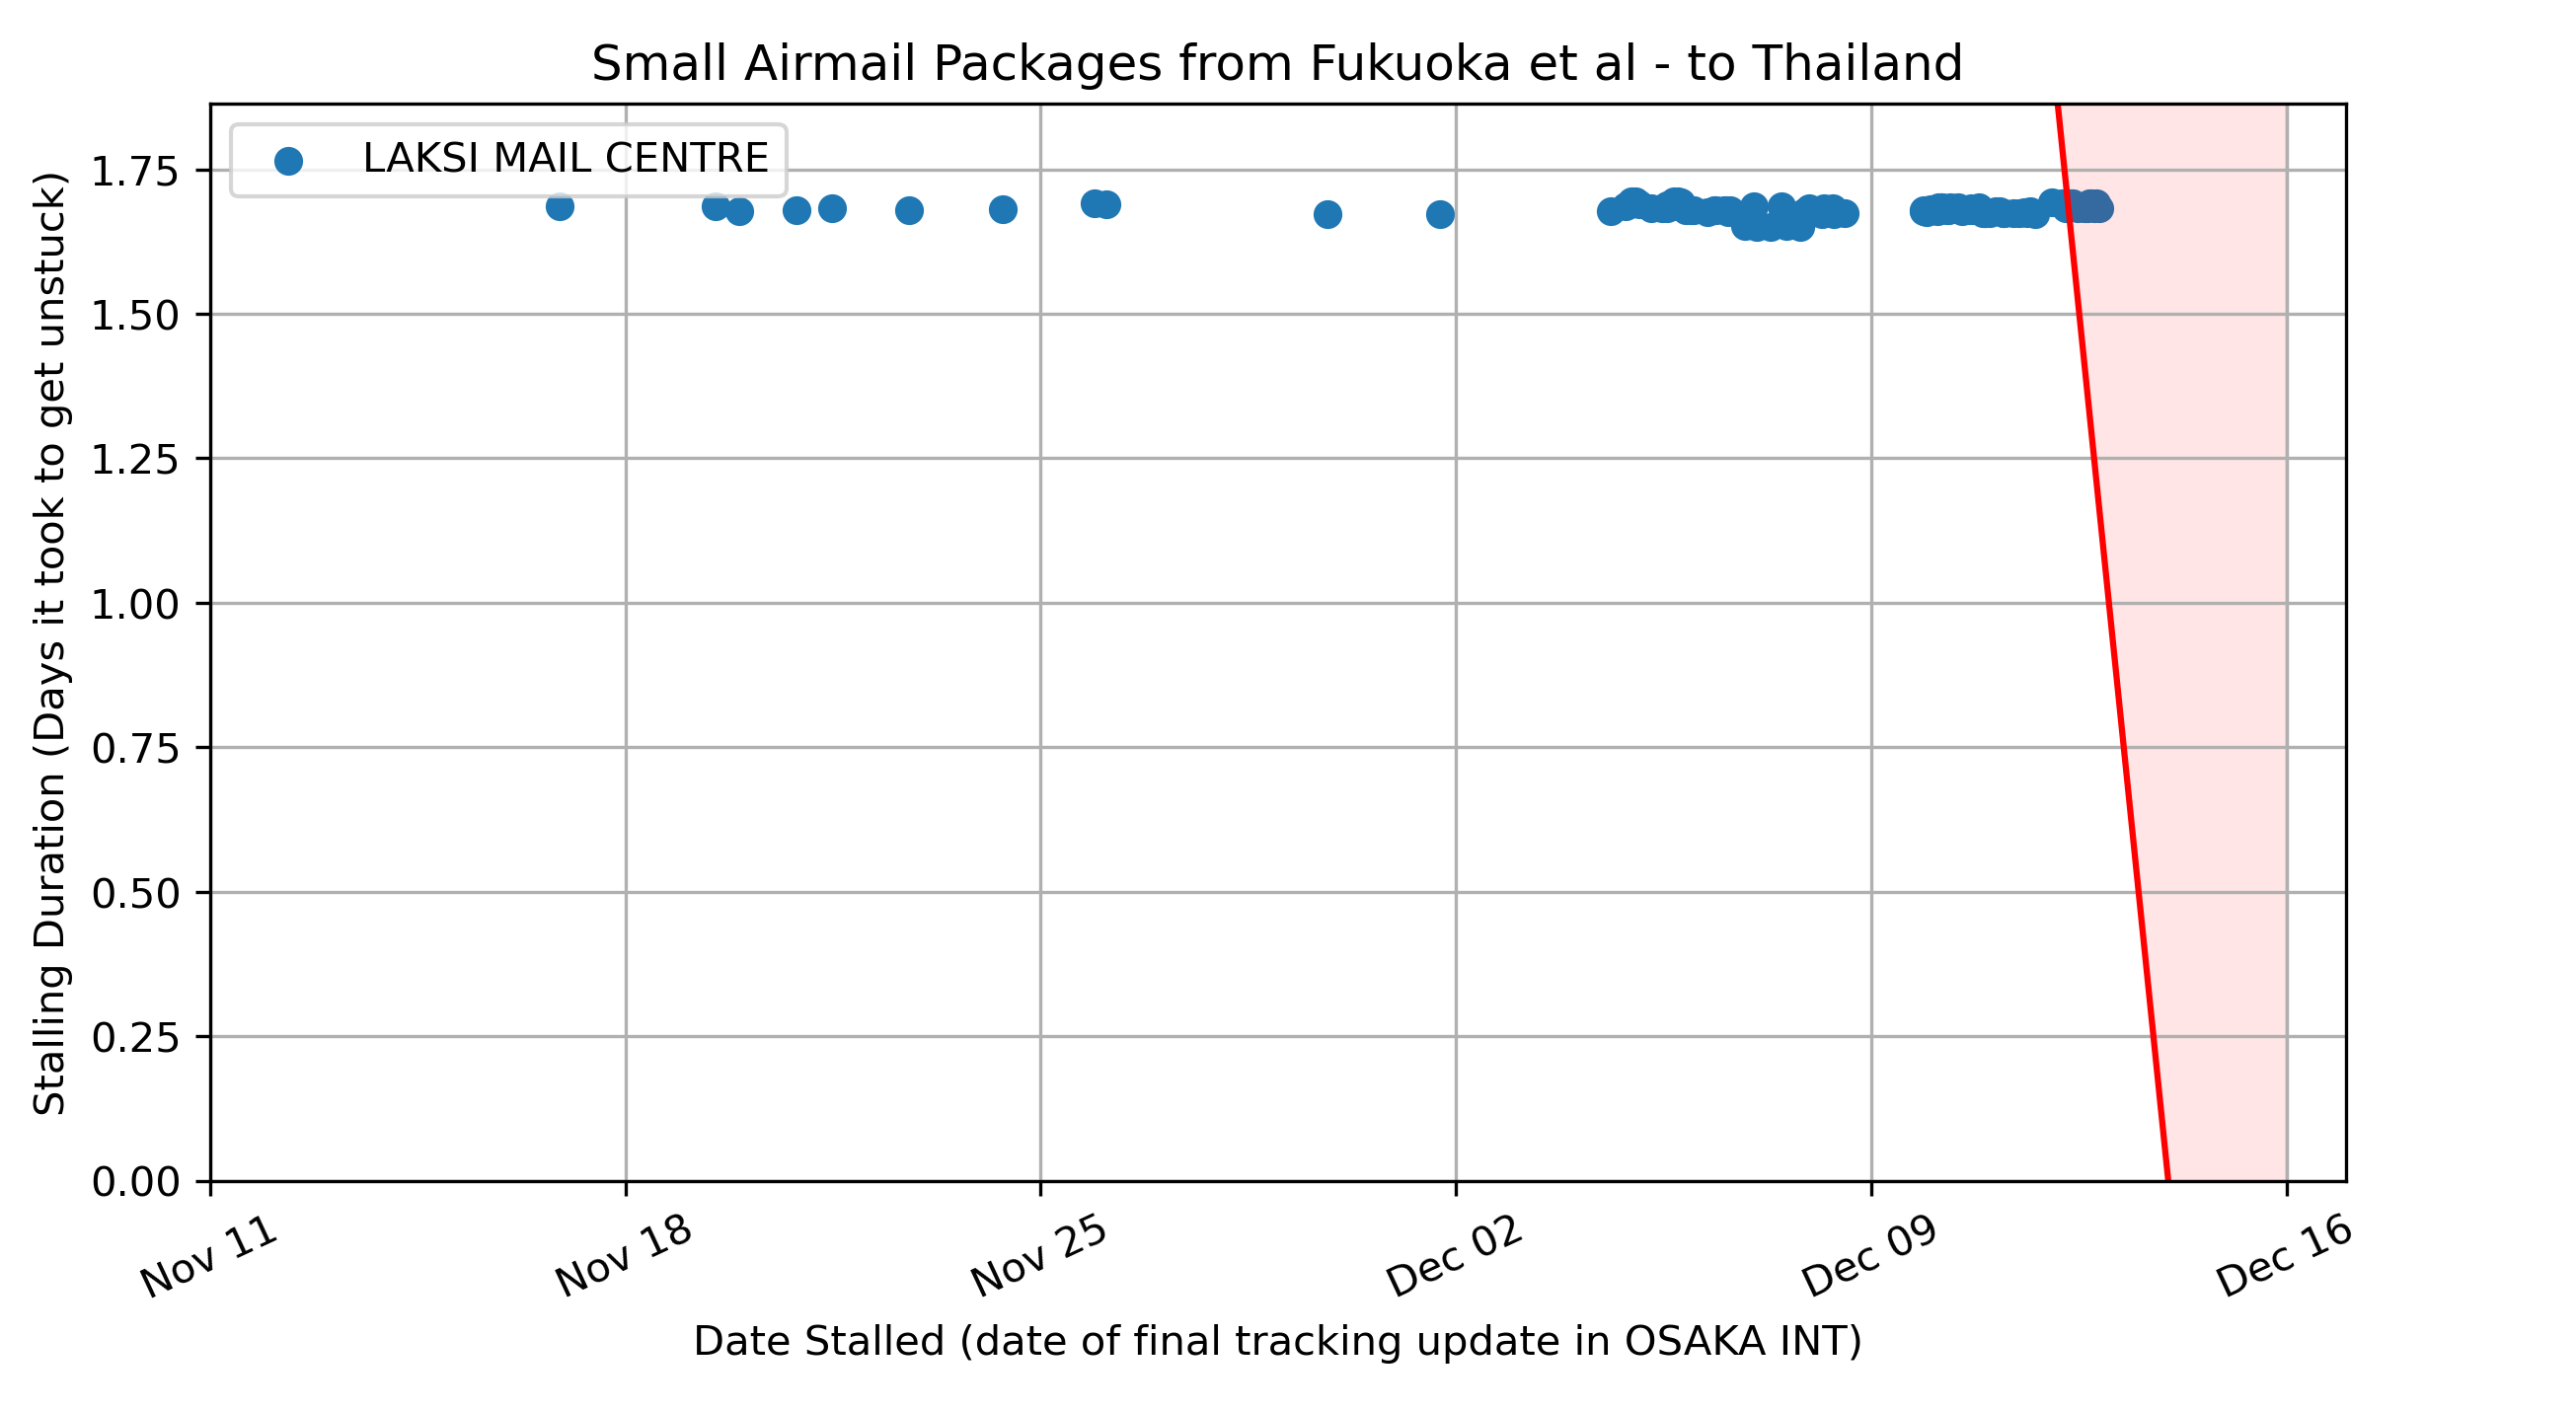 Small Airmail Packages from Fukuoka et al - to Thailand
LAKSI MAIL CENTRE
Stalling Duration (Days it took to get unstuck)
1.75
1.50
1.25
1.00
0.75
0.50
0.25
0.00
Nov 11
Nov 18
Nov 25
Dec 02
Dec 09
Dec 16
Date Stalled (date of final tracking update in OSAKA INT)